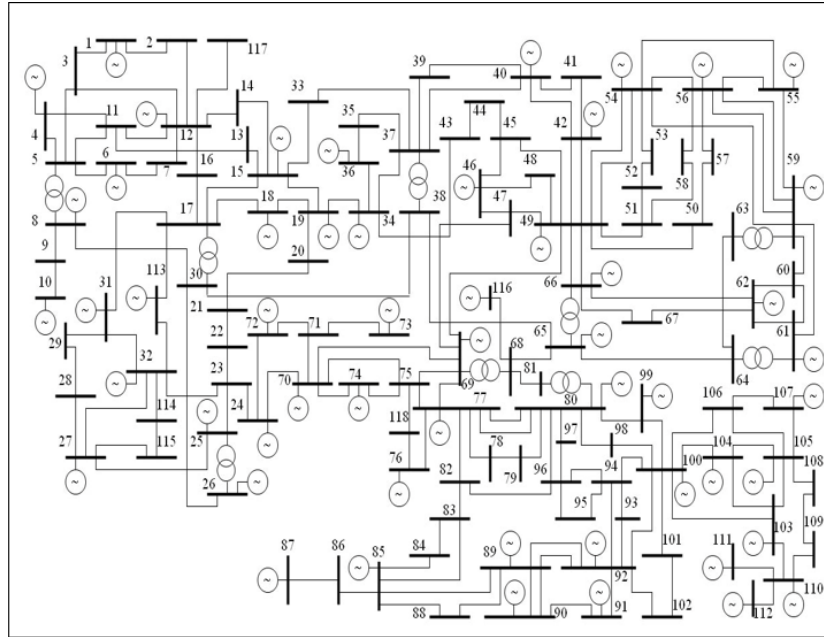 1 2 117 39 40 41
3 14 33 54 56 55
11 13 35 37 43 44 45 42 53
4 12 59
5 6 7 16 15 36 46 48 52 57
58 63
17 18 34 38 47 49 51 50
8 19 60
9 20 62
10 31 113 30 116 66 67
21
29 32 22 72 71 73 65 61
28 23 68 64
70 74 75 69 81 80 99 106 107
114 24 77
27 115 25 118 97 98 104 105
78 100 108
26 76 82 79 96 94
95 93 103 109
83
87 86 85 84 89 101 111
92 110
88 90 91 102 112
~ ~ ~ ~ ~ ~ ~ ~ ~ ~ ~ ~ ~ ~ ~ ~ ~ ~ ~ ~ ~ ~ ~ ~ ~ ~ ~ ~ ~ ~ ~ ~ ~ ~ ~ ~ ~ ~ ~ ~ ~ ~ ~ ~ ~ ~ ~ ~ ~ ~ ~ ~ ~ ~